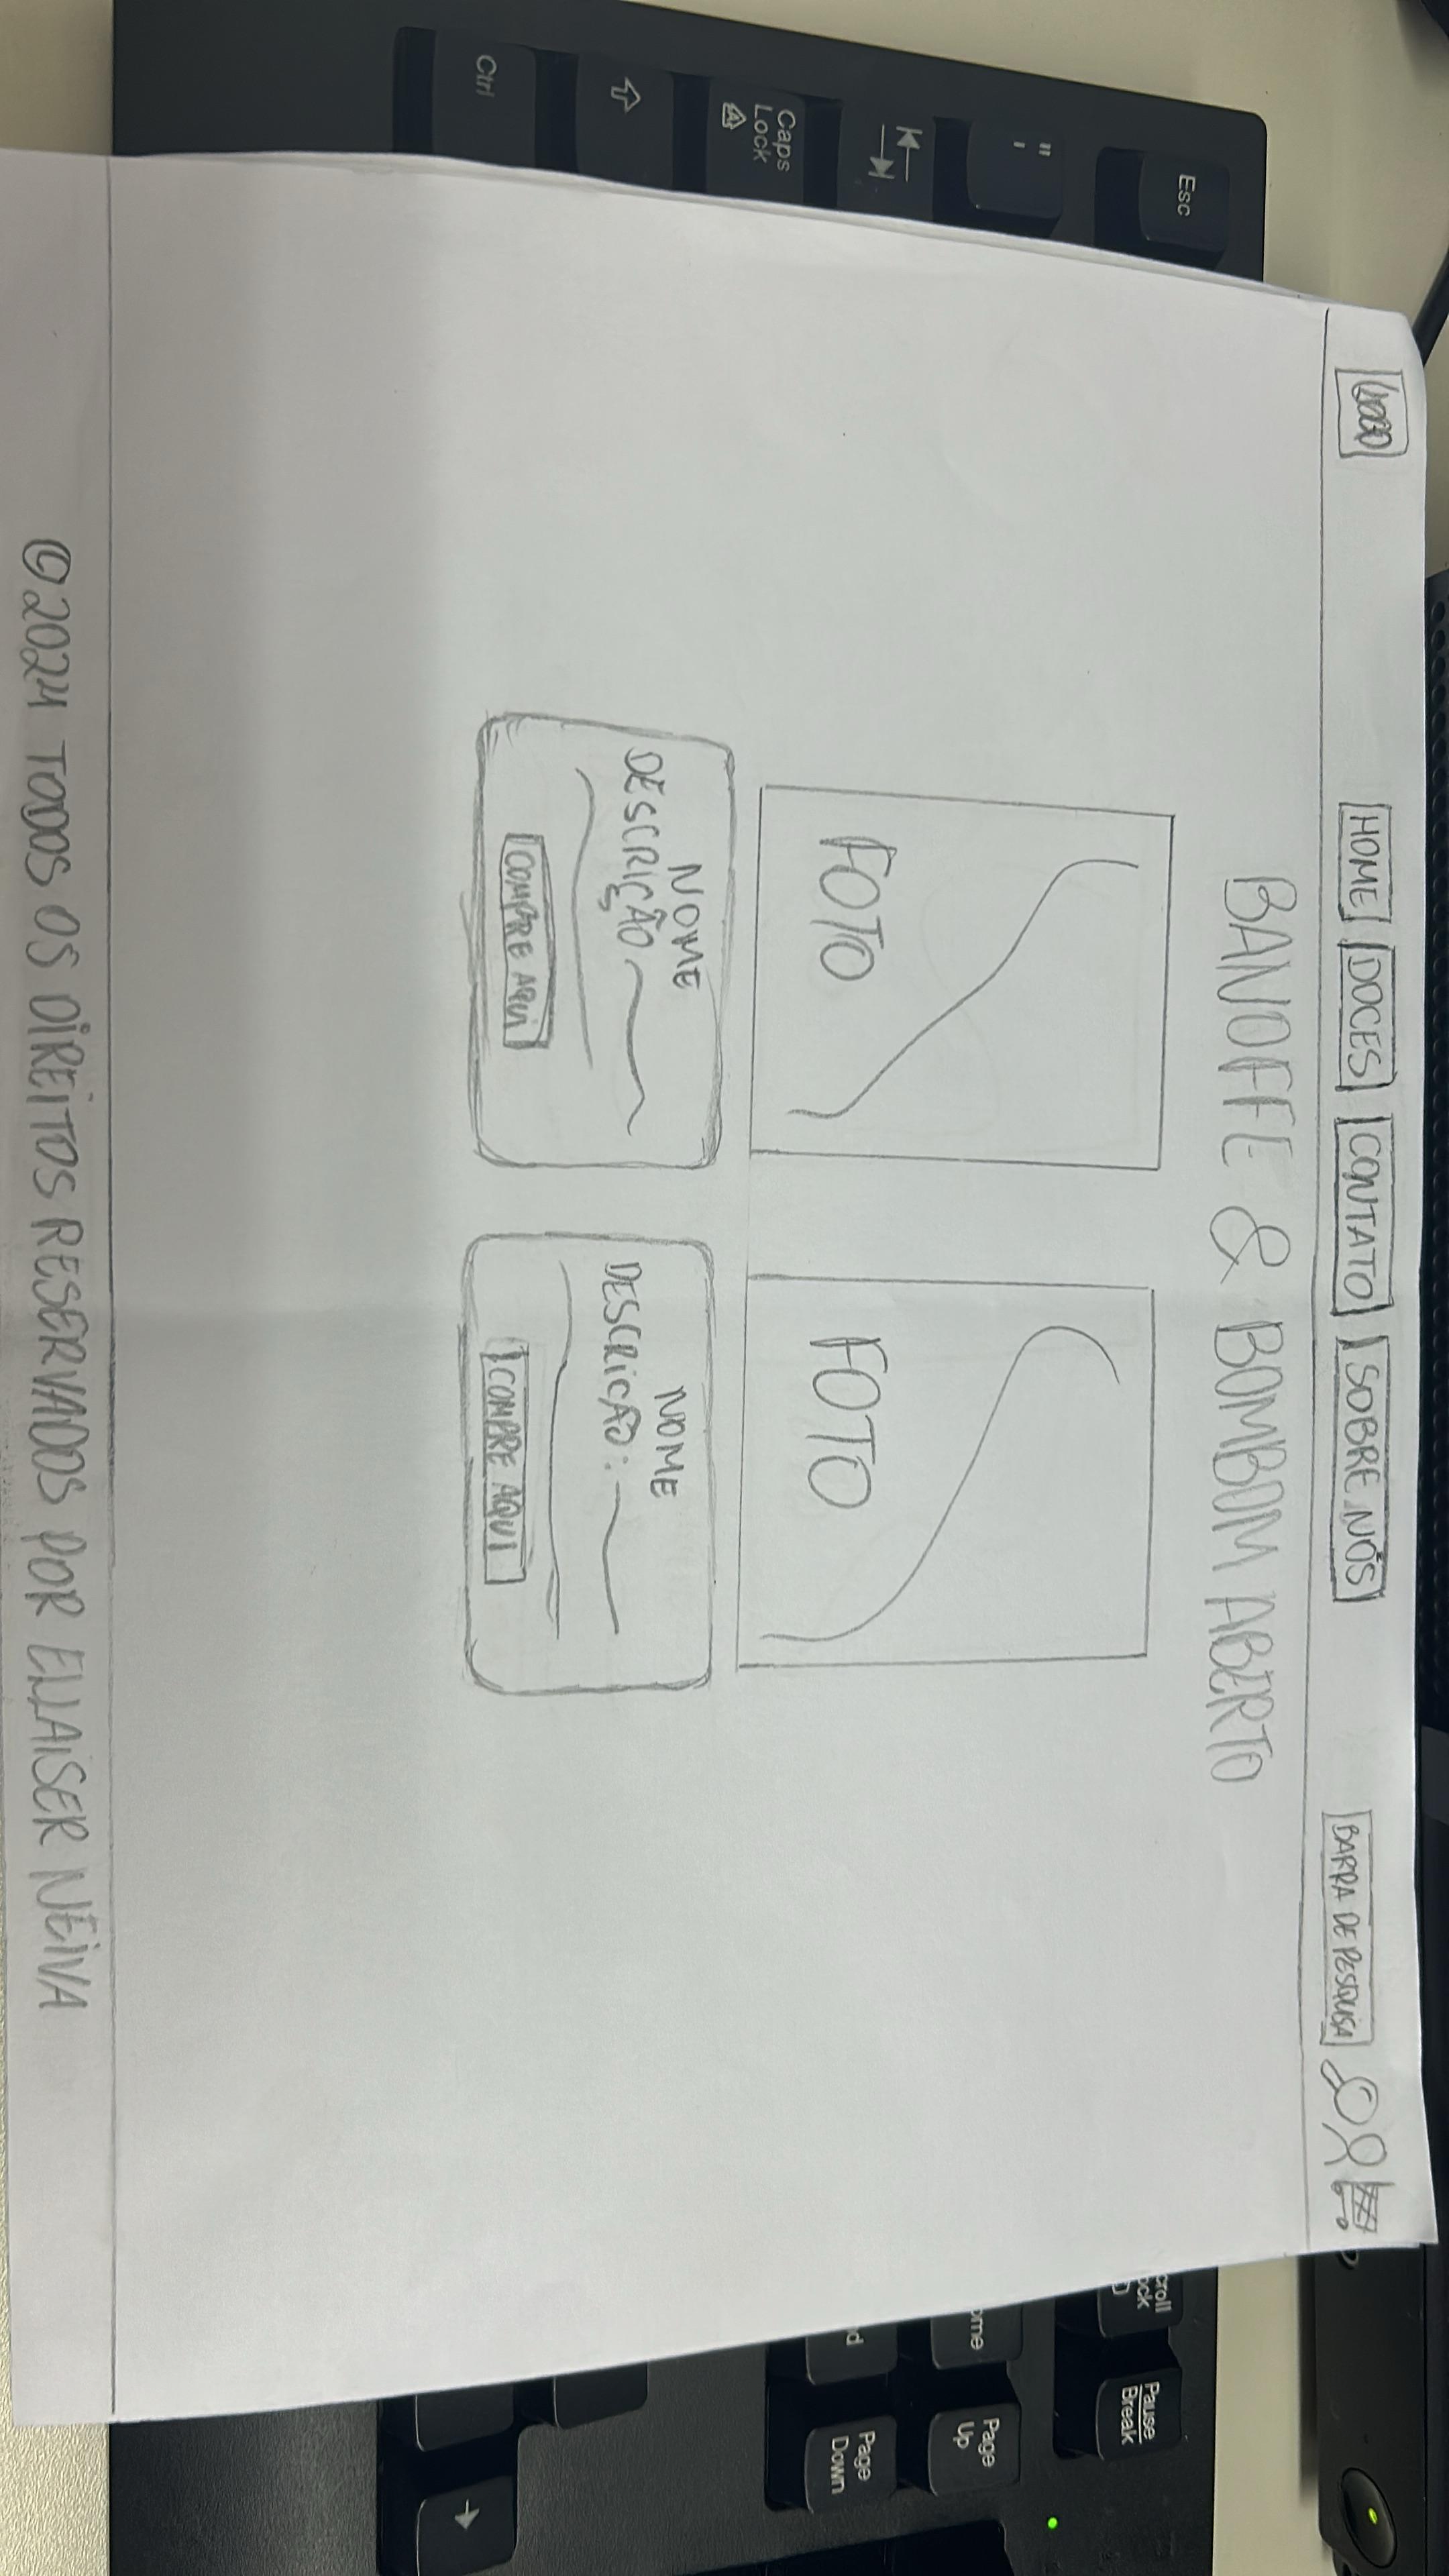 LOGO HOME DOCES CONTATO SOBRE NÓS BARRA DE PESQUISA
BANOFFE & BOMBOM ABERTO
FOTO FOTO
NOME NOME
DESCRIÇÃO DESCRIÇÃO:
COMPRE AQUI COMPRE AQUI
©2024 TODOS OS DIREITOS RESERVADOS POR ELLAISER NEIVA
Esc
" '
Caps Lock A
Ctrl
Pause Break
Page Up
Page Down